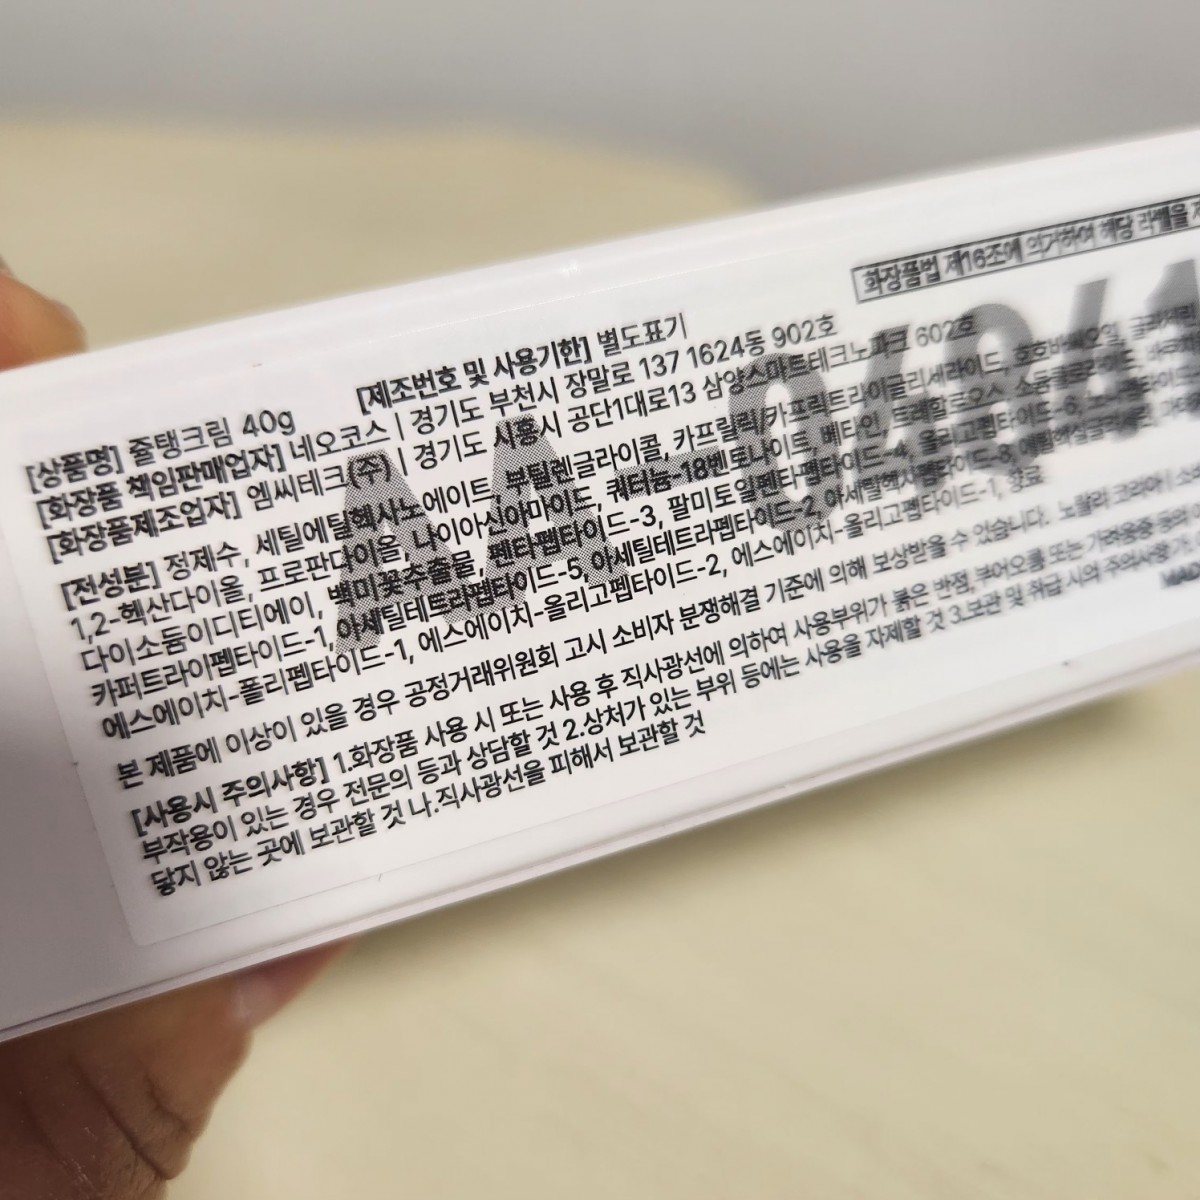 화장품법 제16조에 의거하여 해당 라벨을
[상품명] 쥴탱크림 40g [제조번호 및 사용기한] 별도표기
[화장품 책임판매업자] 네오코스 | 경기도 부천시 장말로 137 1624동 902호
[화장품제조업자] 엠씨테크(주) | 경기도 시흥시 공단1대로13 삼양스마트테크노파크 602호
[전성분] 정제수, 세틸에틸헥사노에이트, 부틸렌글라이콜, 카프릴릭/카프릭트라이글리세라이드, 호호바씨오일, 글리세린
1,2-헥산다이올, 프로판다이올, 나이아신아마이드, 쿼터늄-18벤토나이트, 베타인, 트레할로오스, 소듐클로라이드,
다이소듐이디티에이, 백미꽃추출물, 펜타펩타이드-3, 팔미토일펜타펩타이드-4, 올리고펩타이드-6,
카퍼트라이펩타이드-1, 아세틸테트라펩타이드-5, 아세틸테트라펩타이드-2, 아세틸헥사펩타이드-8, 에틸헥실글리세린,
에스에이치-폴리펩타이드-1, 에스에이치-올리고펩타이드-2, 에스에이치-올리고펩타이드-1, 향료
본 제품에 이상이 있을 경우 공정거래위원회 고시 소비자 분쟁해결 기준에 의해 보상받을 수 있습니다. 노랄라 코리아 |
[사용시 주의사항] 1.화장품 사용 시 또는 사용 후 직사광선에 의하여 사용부위가 붉은 반점, 부어오름 또는 가려움증 등의
부작용이 있는 경우 전문의 등과 상담할 것 2.상처가 있는 부위 등에는 사용을 자제할 것 3.보관 및 취급 시의 주의사항 가.
닿지 않는 곳에 보관할 것 나.직사광선을 피해서 보관할 것